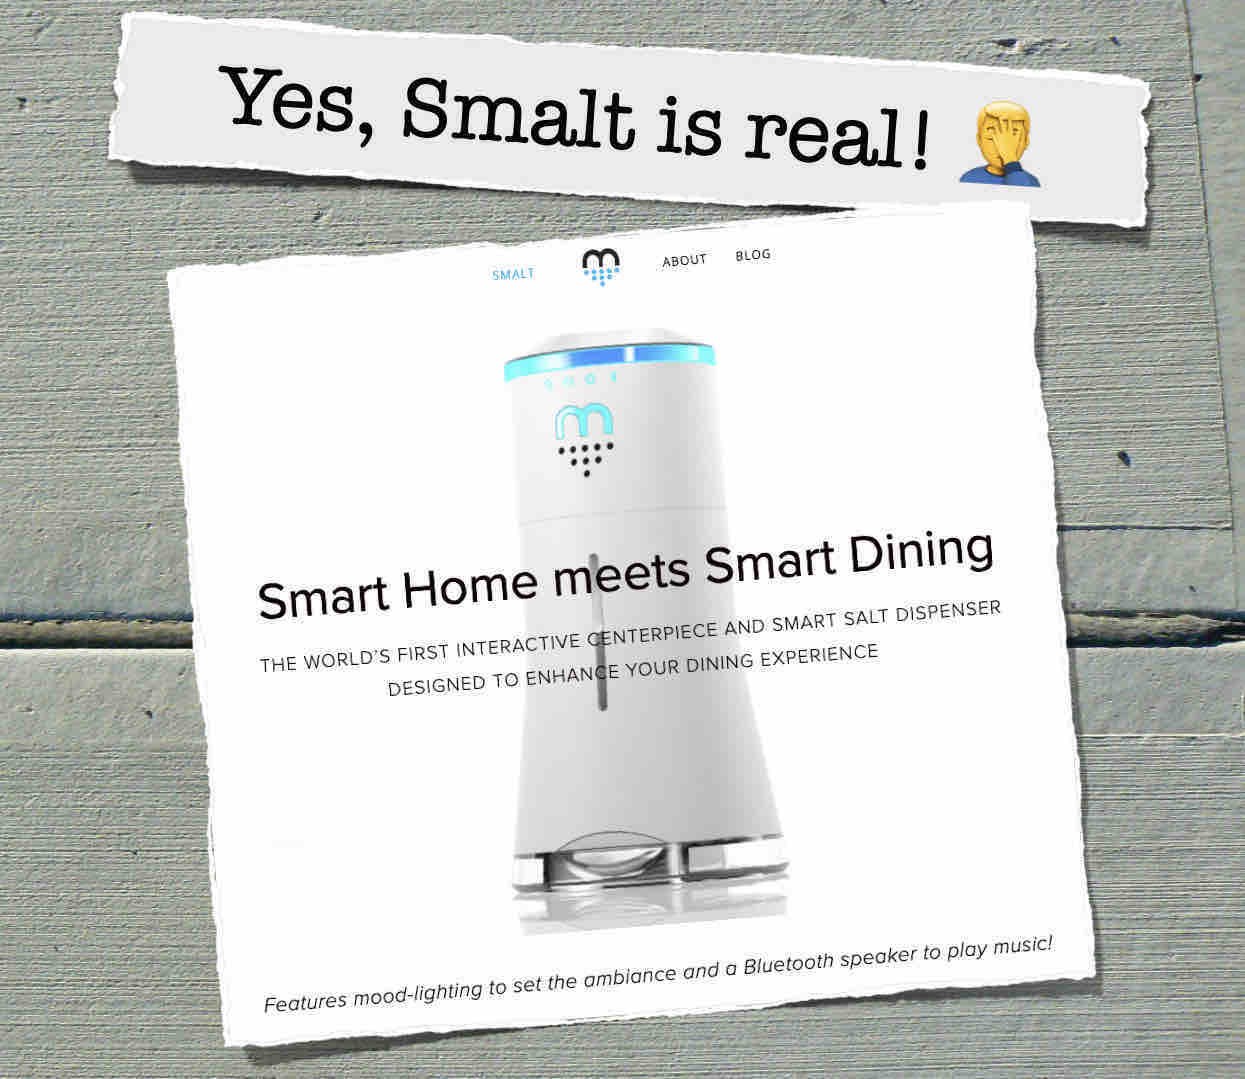 Yes, Smalt is real! 🤦‍♂️
SMALT
m
ABOUT
BLOG
m
Smart Home meets Smart Dining
THE WORLD’S FIRST INTERACTIVE CENTERPIECE AND SMART SALT DISPENSER
DESIGNED TO ENHANCE YOUR DINING EXPERIENCE
Features mood-lighting to set the ambiance and a Bluetooth speaker to play music!